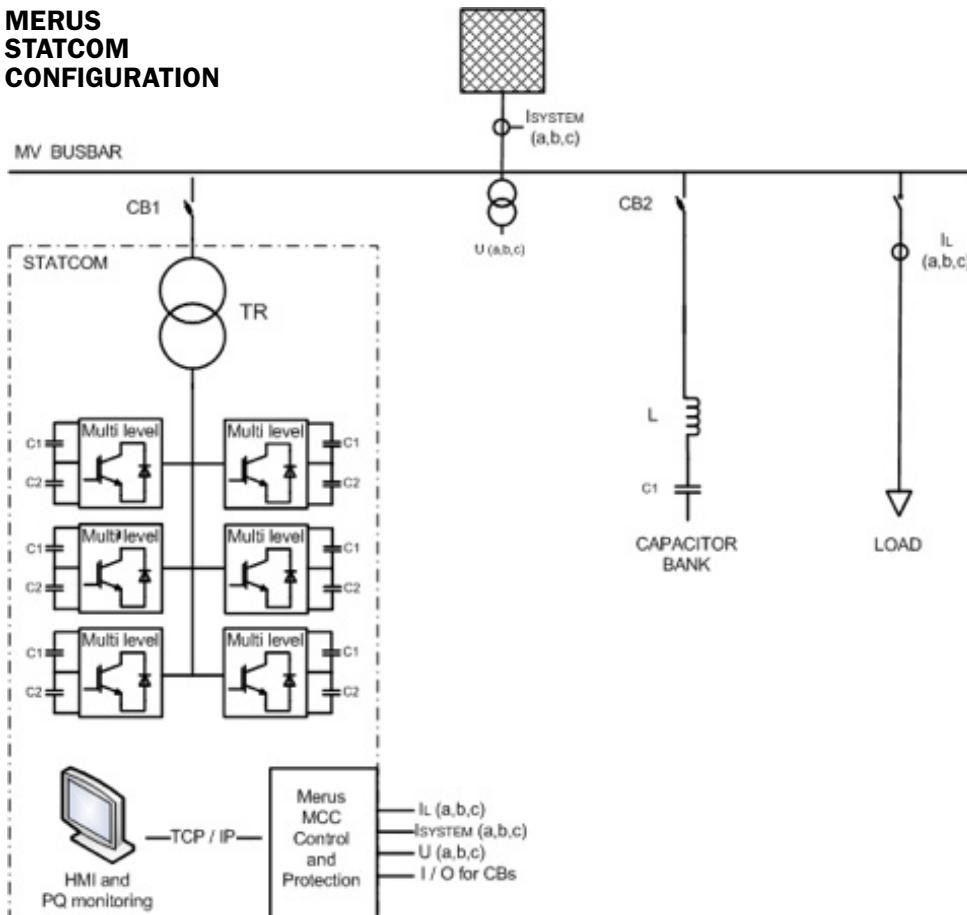 MERUS
STATCOM
CONFIGURATION
ISYSTEM
(a,b,c)
MV BUSBAR
CB1
U (a,b,c)
CB2
IL
(a,b,c)
STATCOM
TR
Multi level
Multi level
C1
C1
C2
C2
L
C1
Multi level
Multi level
C1
C1
C2
C2
CAPACITOR
BANK
LOAD
Multi level
Multi level
C1
C1
C2
C2
Merus
MCC
Control
and
Protection
TCP / IP
IL (a,b,c)
ISYSTEM (a,b,c)
U (a,b,c)
I / O for CBs
HMI and
PQ monitoring